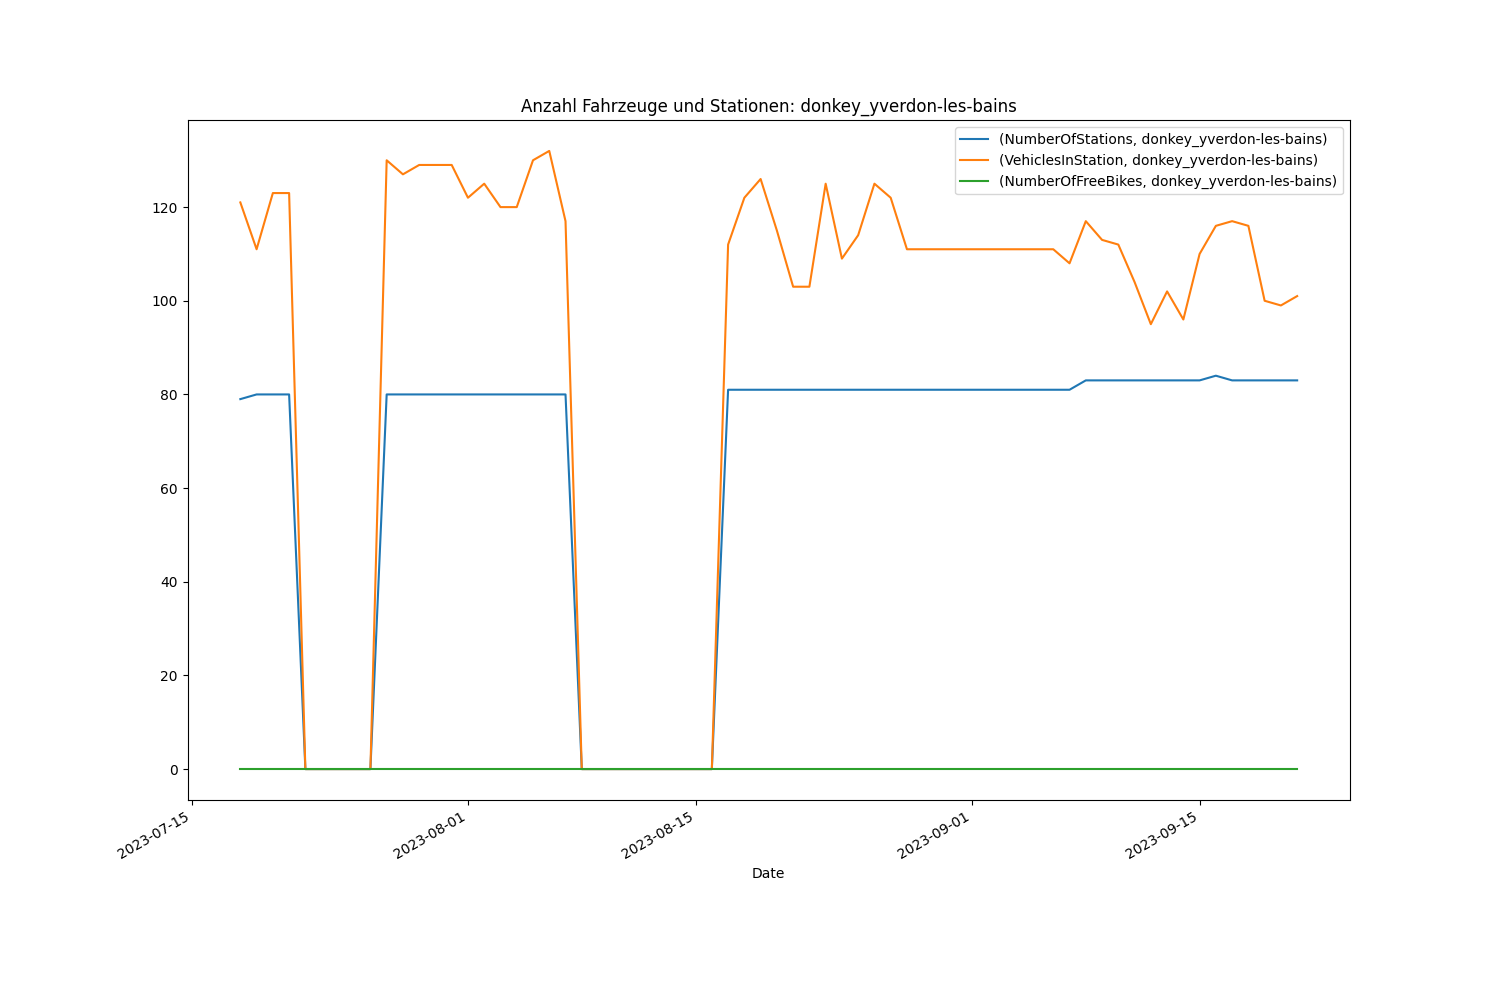 Anzahl Fahrzeuge und Stationen: donkey_yverdon-les-bains
(NumberOfStations, donkey_yverdon-les-bains)
(VehiclesInStation, donkey_yverdon-les-bains)
(NumberOfFreeBikes, donkey_yverdon-les-bains)
120
100
80
60
40
20
0
2023-07-15
2023-08-01
2023-08-15
2023-09-01
2023-09-15
Date